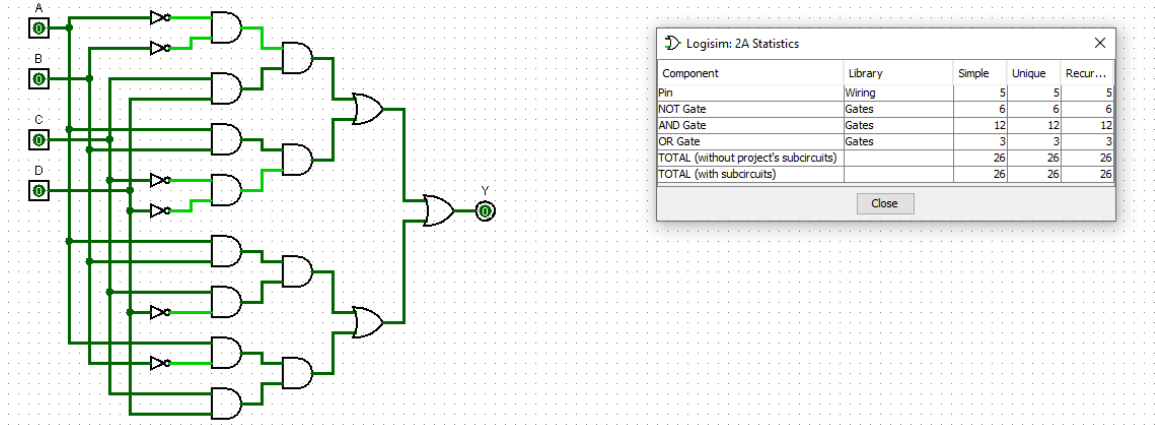 A
0
B
0
C
0
D
0
Y
0
Logisim: 2A Statistics
Component Library Simple Unique Recur...
Pin Wiring 5 5 5
NOT Gate Gates 6 6 6
AND Gate Gates 12 12 12
OR Gate Gates 3 3 3
TOTAL (without project's subcircuits) 26 26 26
TOTAL (with subcircuits) 26 26 26
Close